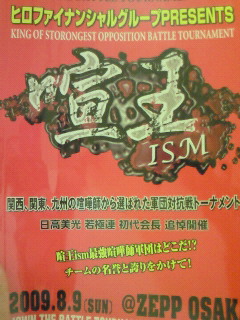 ヒロファイナンシャルグループPRESENTS
KING OF STORONGEST OPPOSITION BATTLE TOURNAMENT
喧王
ISM
関西、関東、九州の喧嘩師から選ばれた軍団対抗戦トーナメント
日高美光 若極連 初代会長 追悼開催
喧王ism最強喧嘩師軍団はどこだ!?
チームの名誉と誇りをかけて!
2009.8.9(SUN) @ZEPP OSAK